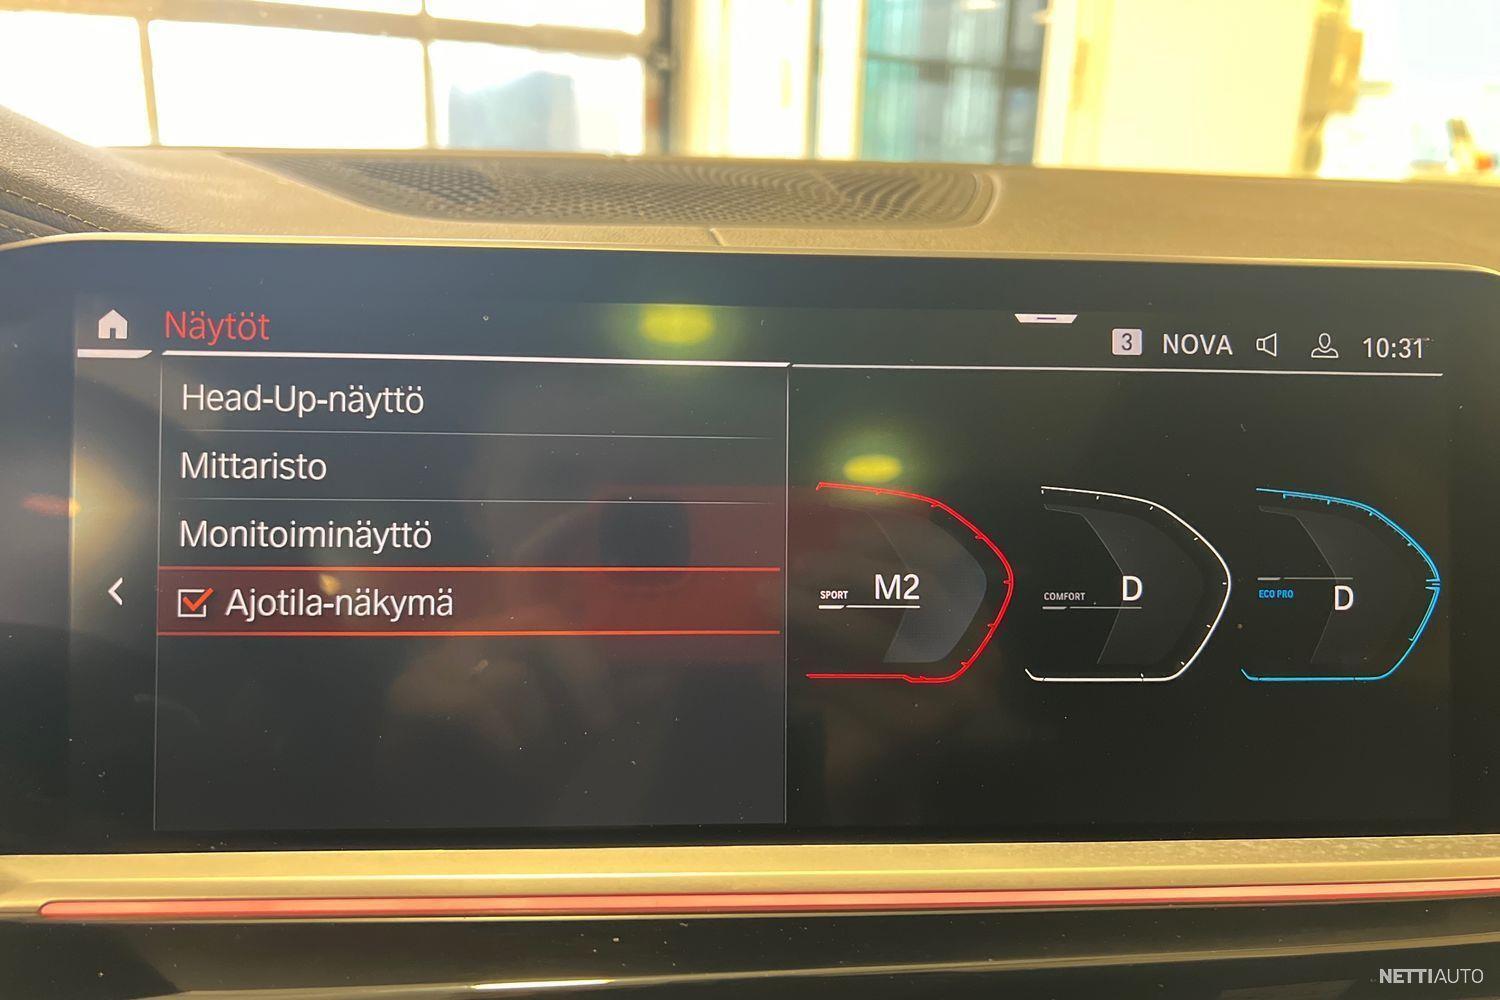 Näytöt
3 NOVA 10:31
Head-Up-näyttö
Mittaristo
Monitoiminäyttö
Ajotila-näkymä
SPORT M2
COMFORT D
ECO PRO D
NETTIAUTO